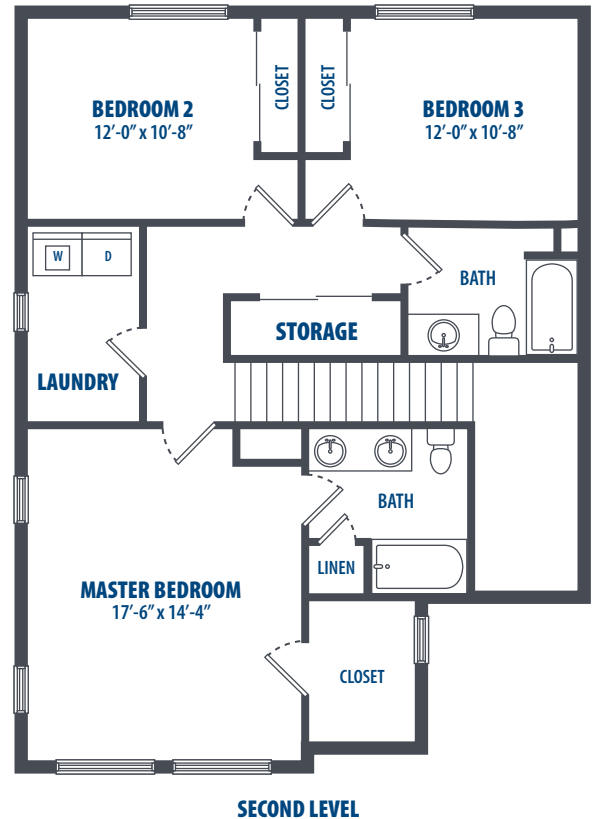 CLOSET
CLOSET
BEDROOM 2
12’-0” x 10’-8”
BEDROOM 3
12’-0” x 10’-8”
W
D
BATH
STORAGE
LAUNDRY
BATH
LINEN
MASTER BEDROOM
17’-6” x 14’-4”
CLOSET
SECOND LEVEL